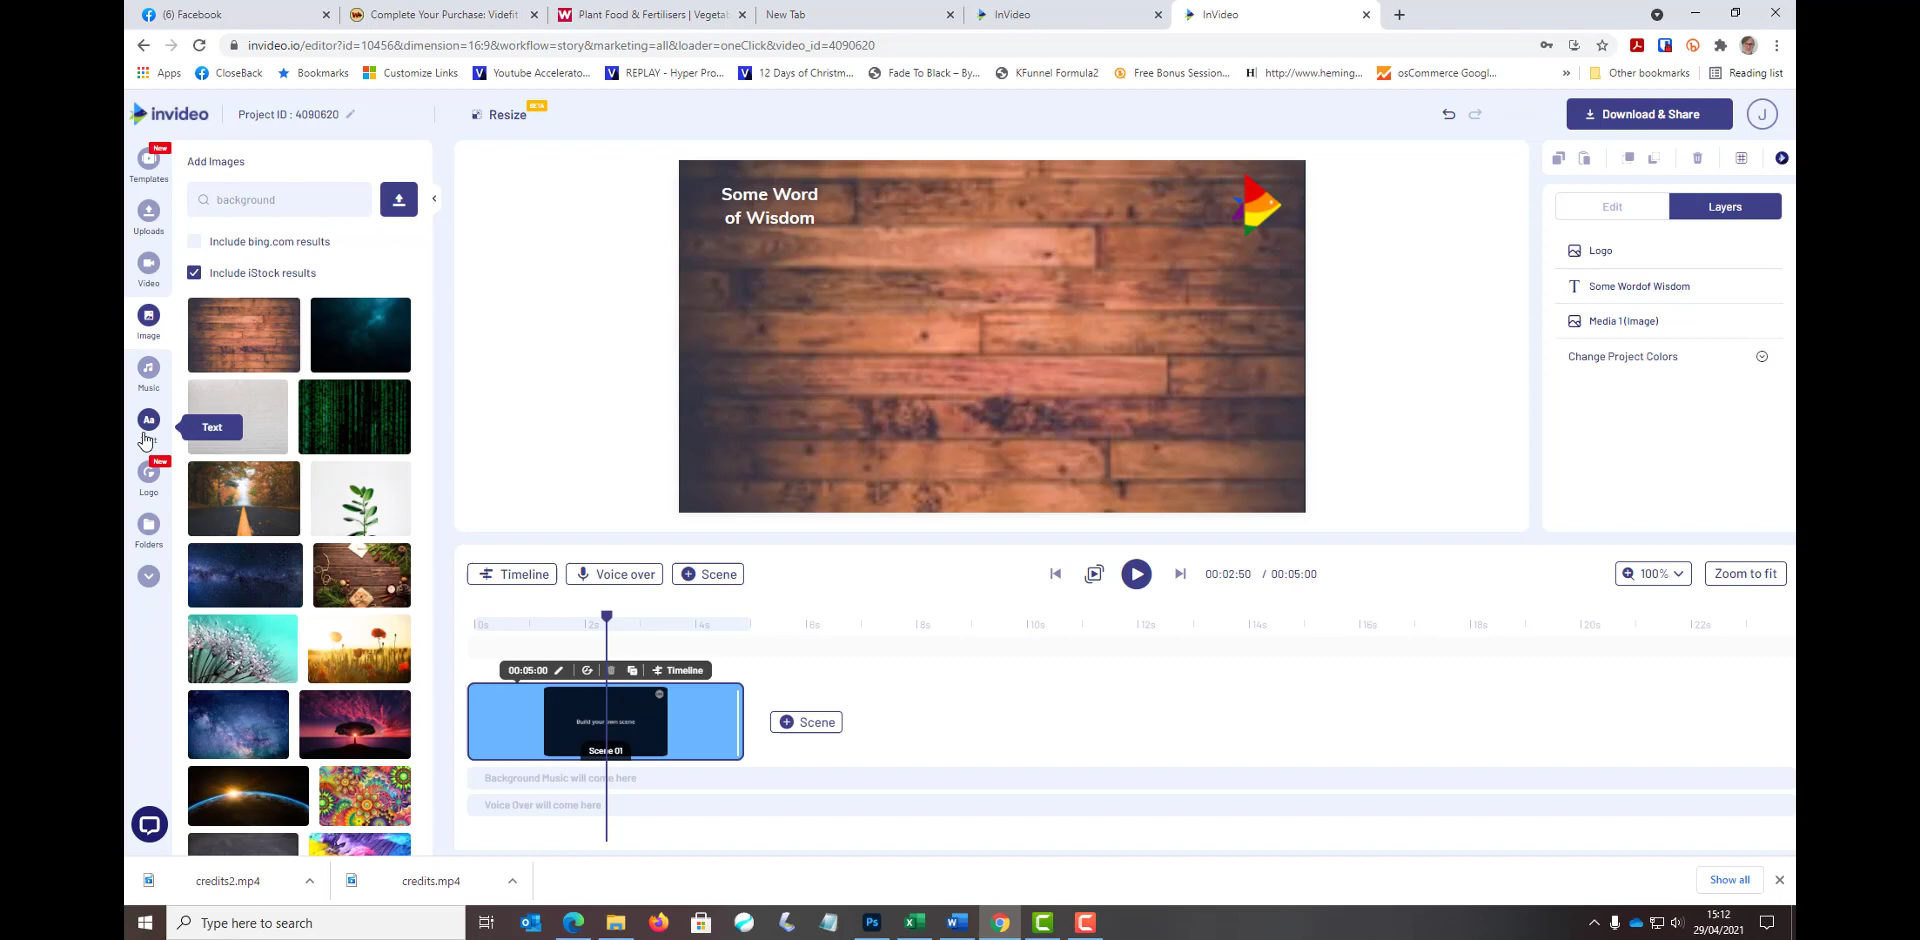 (6) Facebook
Complete Your Purchase: Videfit
Plant Food & Fertilisers | Vegetab
New Tab
InVideo
InVideo
invideo.io/editor?id=10456&dimension=16:9&workflow=story&marketing=all&loader=oneClick&video_id=4090620
Apps
CloseBack
Bookmarks
Customize Links
Youtube Accelerato...
REPLAY - Hyper Pro...
12 Days of Christm...
Fade To Black – By...
KFunnel Formula2
Free Bonus Session...
http://www.heming...
osCommerce Googl...
»
Other bookmarks
Reading list
invideo
Project ID : 4090620
Resize
BETA
Download & Share
J
New
Templates
Uploads
Video
Image
Music
Aa
Text
New
Logo
Folders
Add Images
background
Include bing.com results
Include iStock results
Some Word
of Wisdom
Edit
Layers
Logo
T Some Wordof Wisdom
Media 1 (Image)
Change Project Colors
Timeline
Voice over
Scene
00:02:50 / 00:05:00
100%
Zoom to fit
0s
2s
4s
6s
8s
10s
12s
14s
16s
18s
20s
22s
00:05:00
Timeline
Build your own scene
Scene 01
Scene
Background Music will come here
Voice Over will come here
credits2.mp4
credits.mp4
Show all
Type here to search
Ps
15:12
29/04/2021